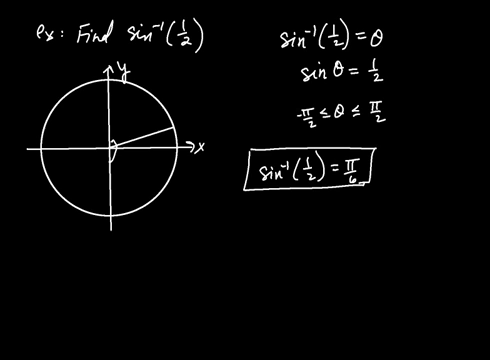 ex: Find sin⁻¹(1/2)
y
x
sin⁻¹(1/2) = θ
sin θ = 1/2
-π/2 ≤ θ ≤ π/2
sin⁻¹(1/2) = π/6